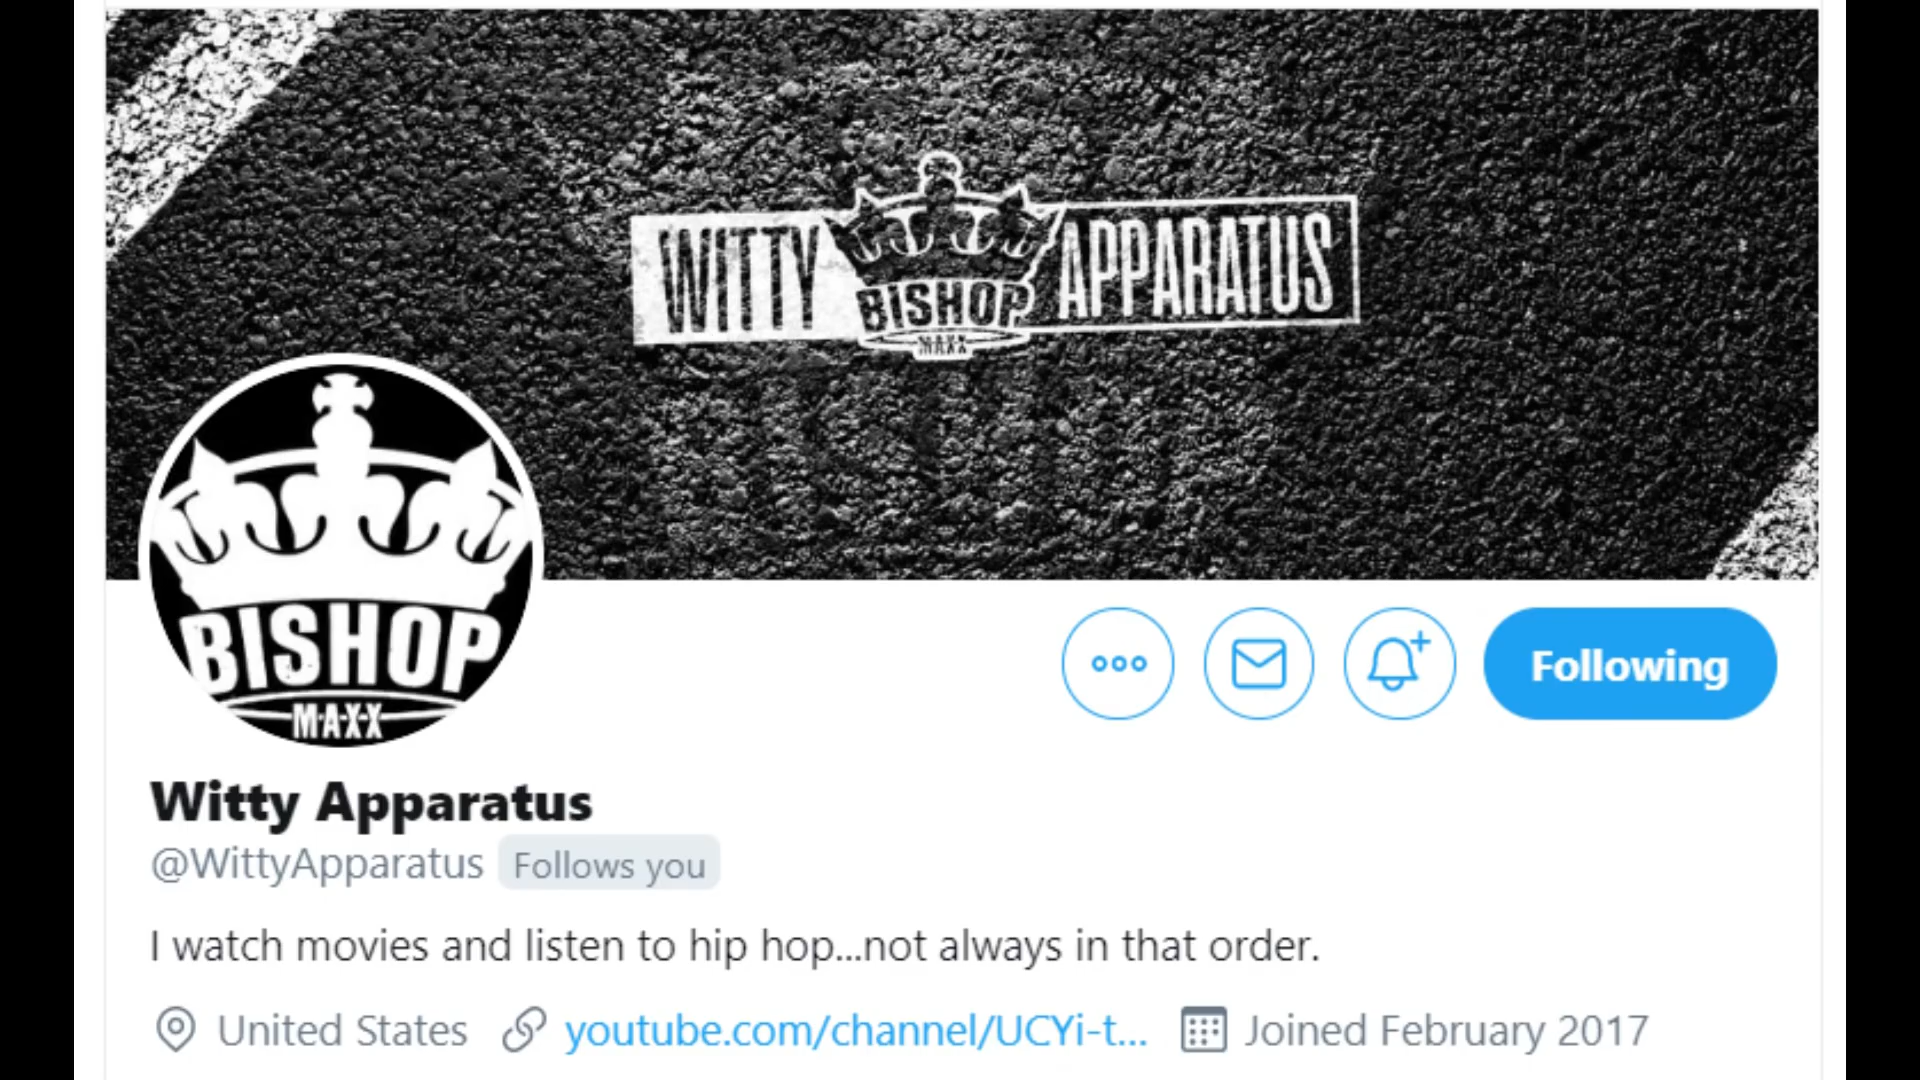 WITTY BISHOP APPARATUS
MAXX
BISHOP
MAXX
Following
Witty Apparatus
@WittyApparatus Follows you
I watch movies and listen to hip hop...not always in that order.
United States youtube.com/channel/UCYi-t... Joined February 2017